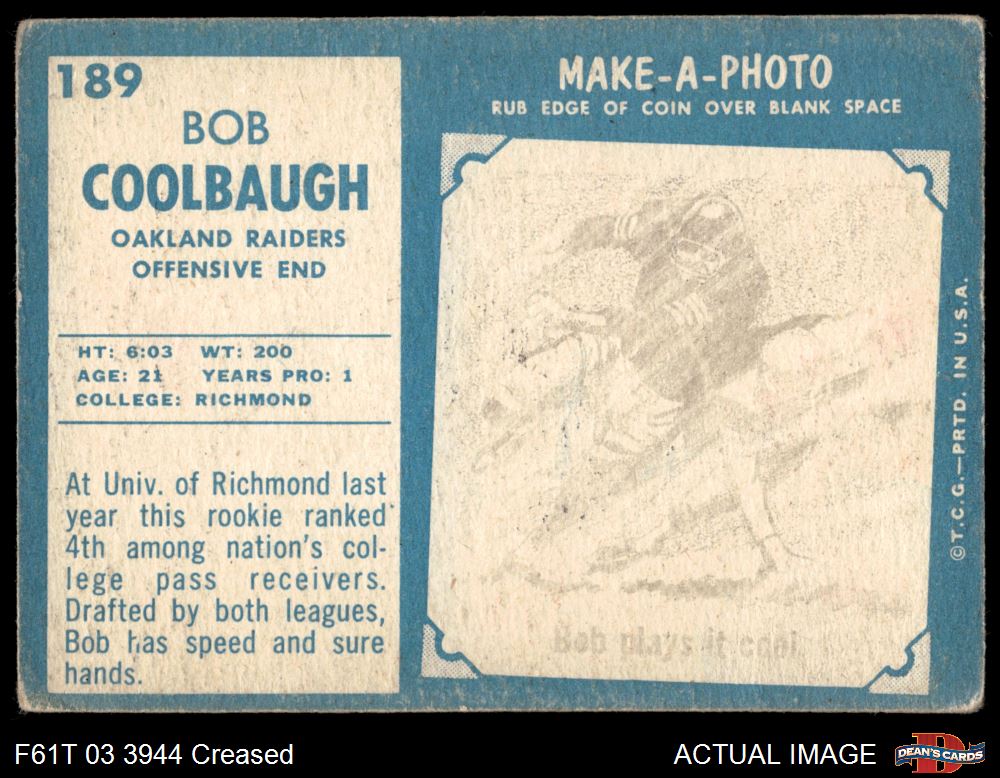 189
BOB
COOLBAUGH
OAKLAND RAIDERS
OFFENSIVE END
HT: 6:03 WT: 200
AGE: 21 YEARS PRO: 1
COLLEGE: RICHMOND
At Univ. of Richmond last
year this rookie ranked
4th among nation's col-
lege pass receivers.
Drafted by both leagues,
Bob has speed and sure
hands.
MAKE-A-PHOTO
RUB EDGE OF COIN OVER BLANK SPACE
Bob plays it cool.
©T.C.G.—PRTD. IN U.S.A.
F61T 03 3944 Creased
ACTUAL IMAGE
DEAN'S CARDS